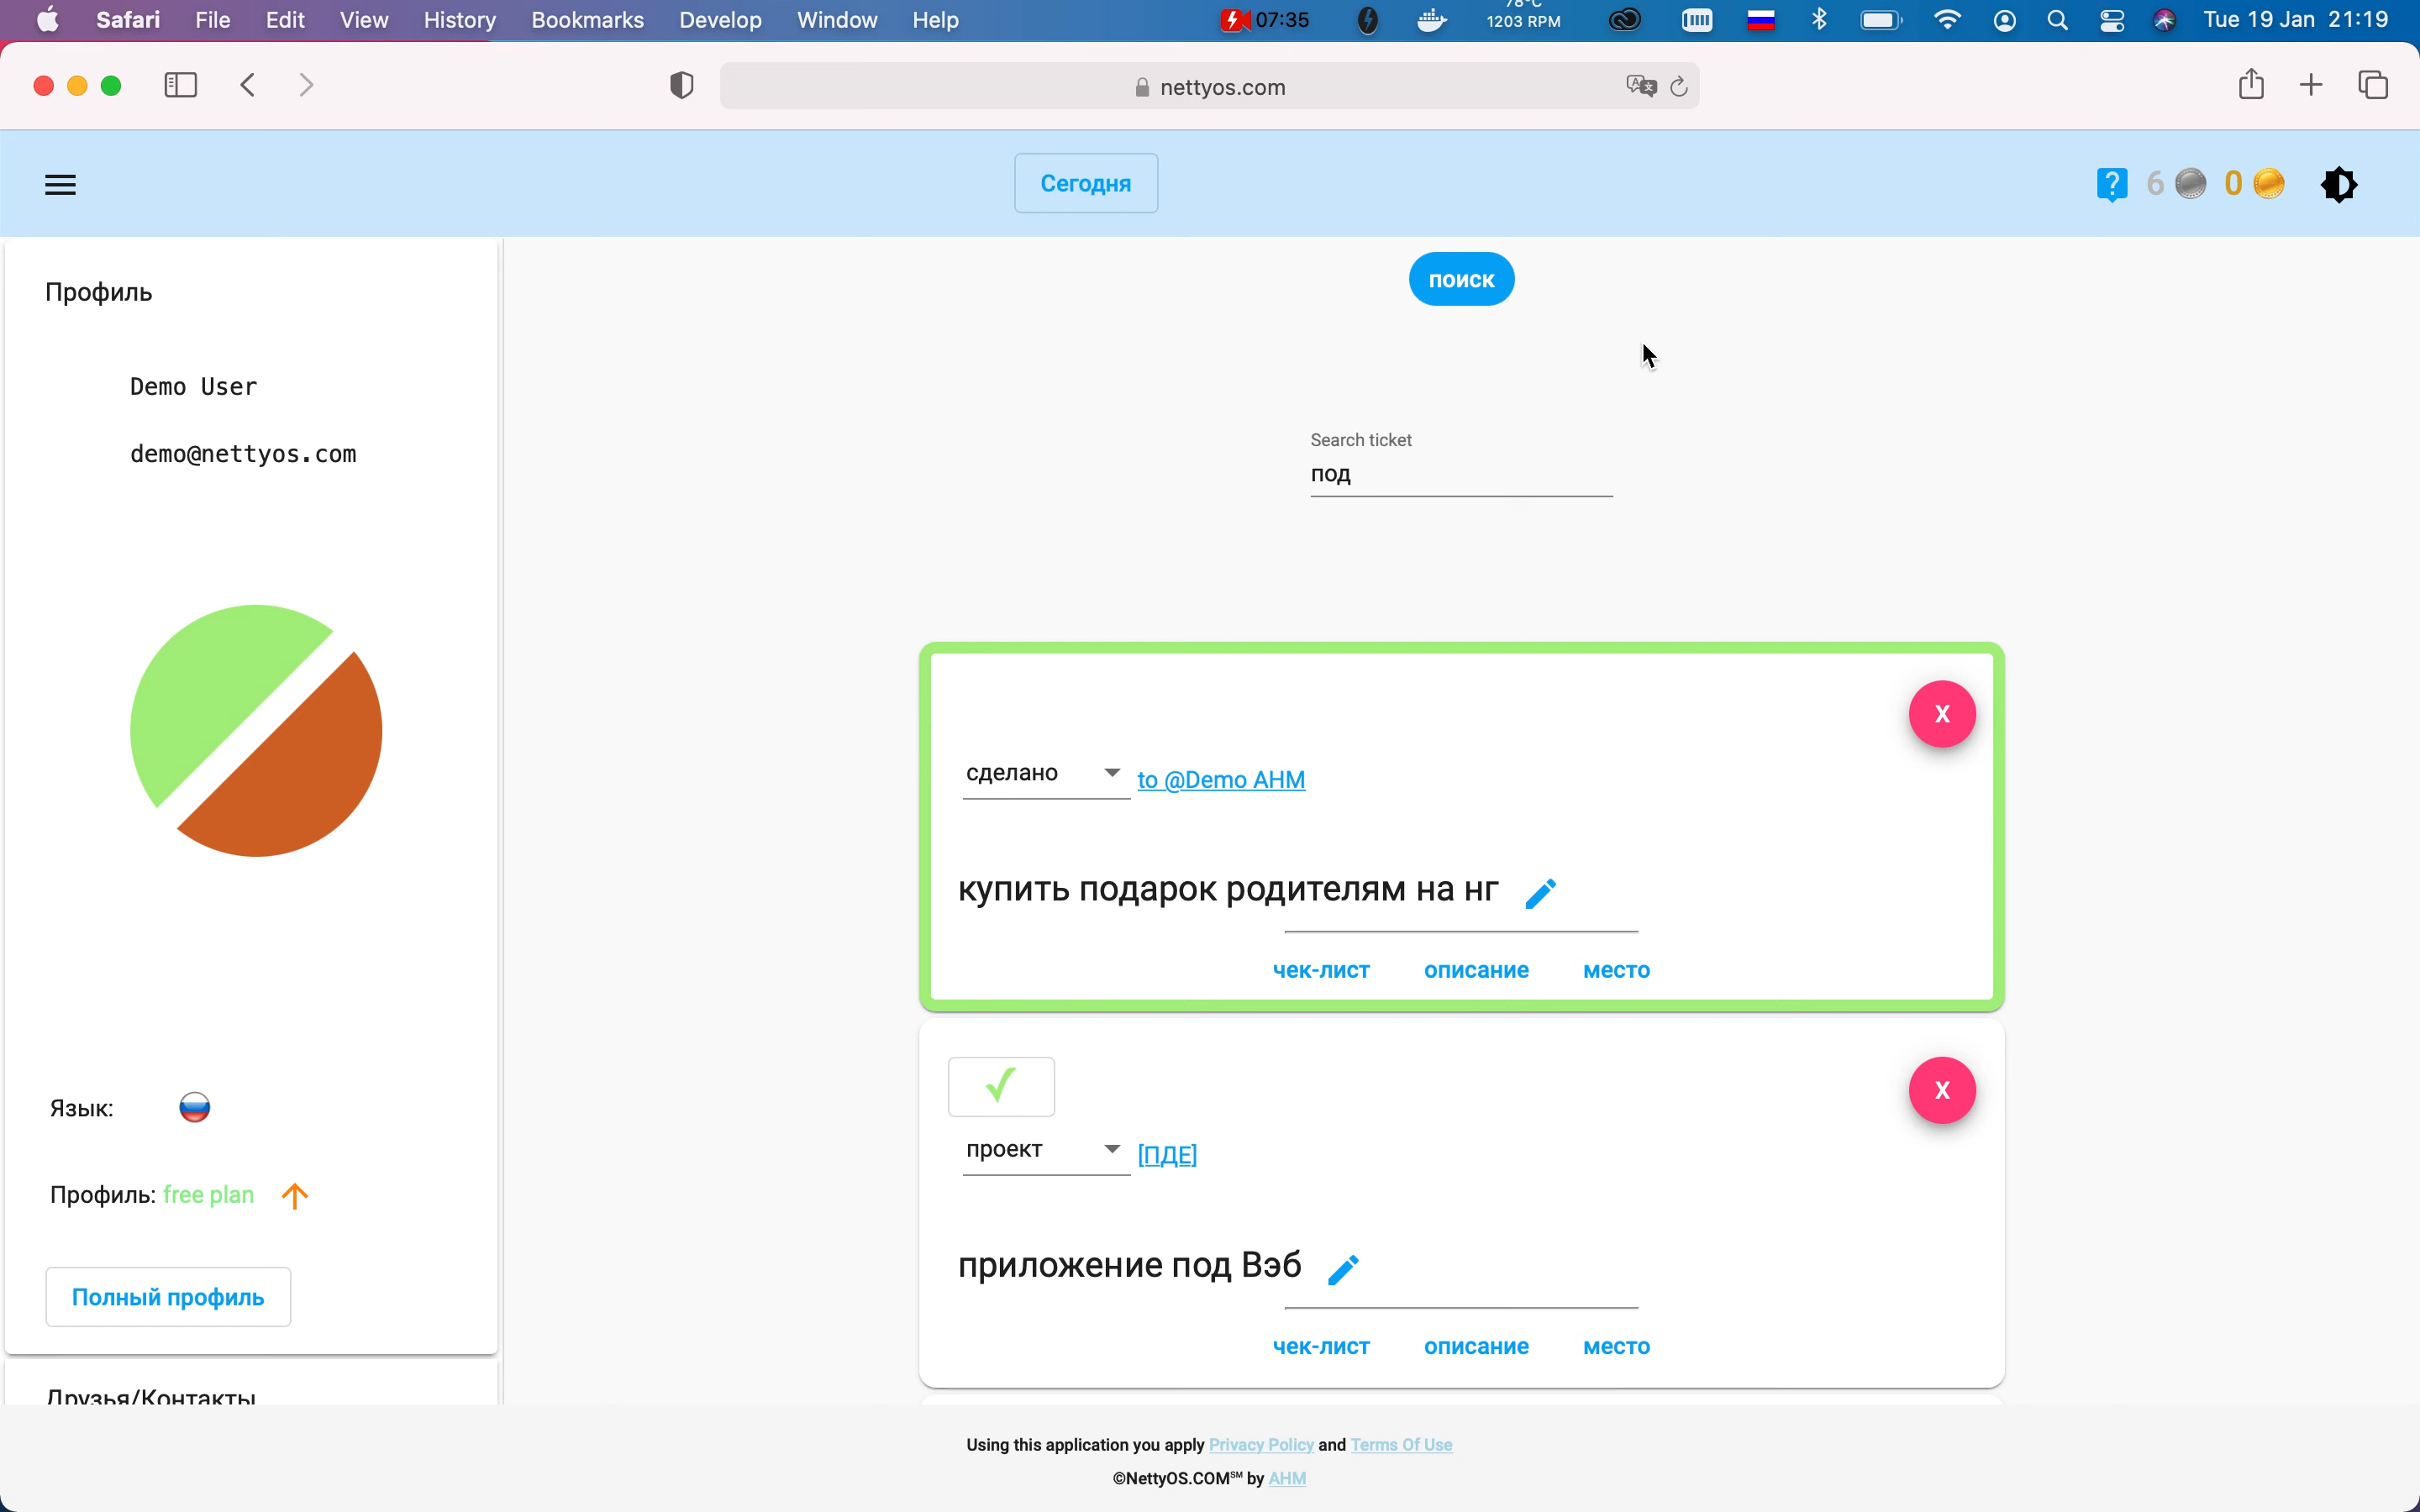 Safari File Edit View History Bookmarks Develop Window Help 07:35 78°C 1203 RPM Tue 19 Jan 21:19
nettyos.com
Сегодня
? 6 0
Профиль
Demo User
demo@nettyos.com
Язык:
Профиль: free plan
Полный профиль
Друзья/Контакты
поиск
Search ticket
под
X
сделано to @Demo AHM
купить подарок родителям на нг
чек-лист описание место
X
проект [ПДЕ]
приложение под Вэб
чек-лист описание место
Using this application you apply Privacy Policy and Terms Of Use
©NettyOS.COM℠ by AHM